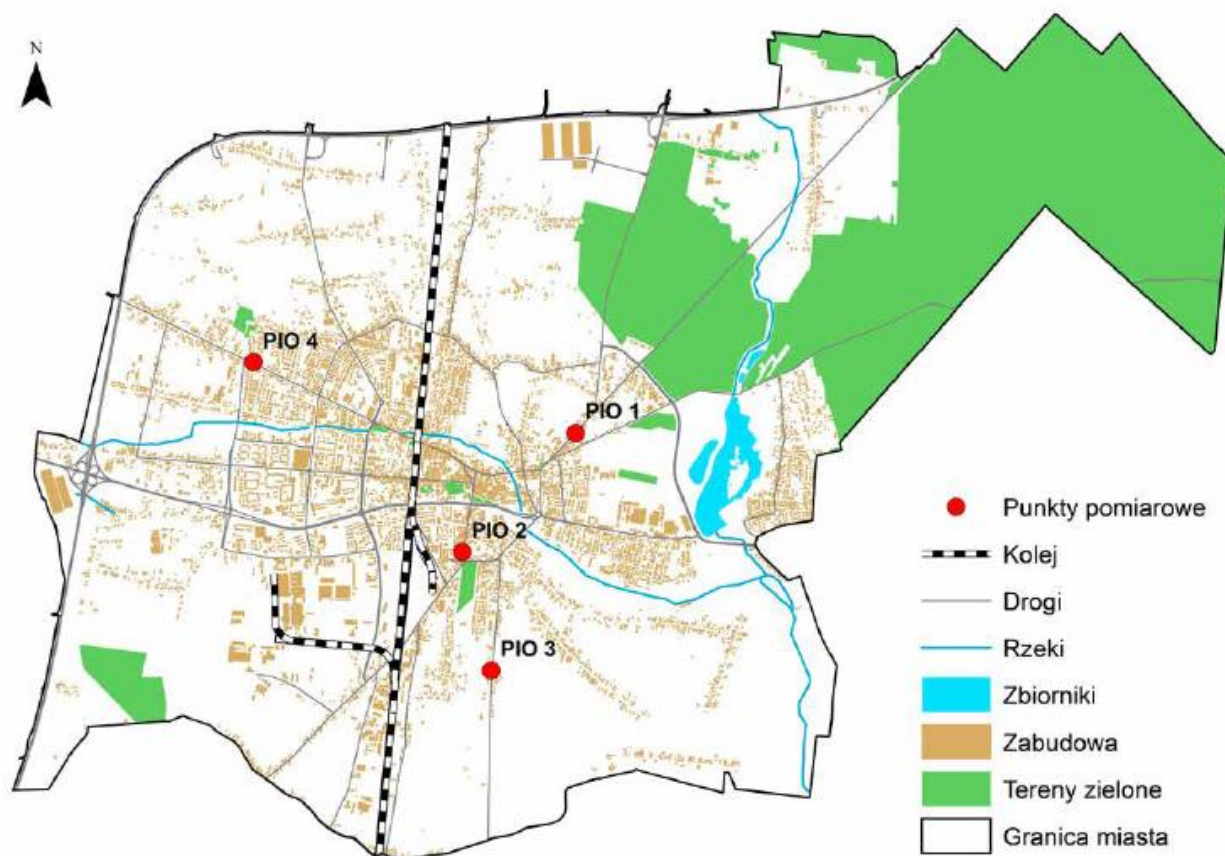 N
PIO 4
PIO 1
PIO 2
PIO 3
Punkty pomiarowe
Kolej
Drogi
Rzeki
Zbiorniki
Zabudowa
Tereny zielone
Granica miasta